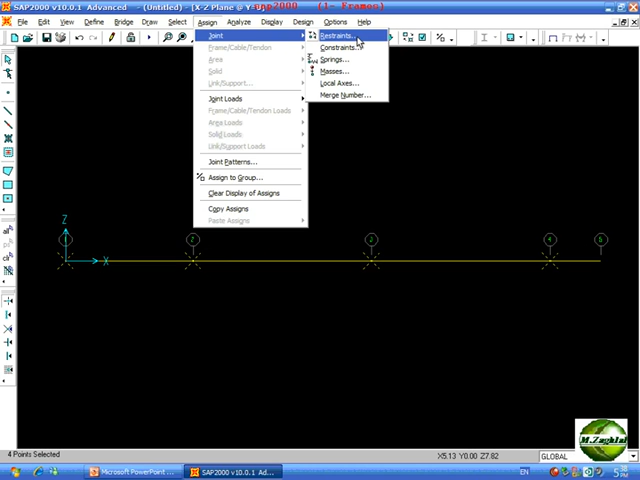 SAP2000 v10.0.1 Advanced - (Untitled) - [X-Z Plane @ Y=
sap2000 (1- Frames)
File Edit View Define Bridge Draw Select Assign Analyze Display Design Options Help
Joint
Frame/Cable/Tendon
Area
Solid
Link/Support...
Joint Loads
Frame/Cable/Tendon Loads
Area Loads
Solid Loads
Link/Support Loads
Joint Patterns...
Assign to Group...
Clear Display of Assigns
Copy Assigns
Paste Assigns
Restraints...
Constraints...
Springs...
Masses...
Local Axes...
Merge Number...
all
Z
1 2 3 4 5
X
M.Zaghlal
4 Points Selected
X5.13 Y0.00 Z7.82
GLOBAL
Microsoft PowerPoint ...
SAP2000 v10.0.1 Ad...
EN